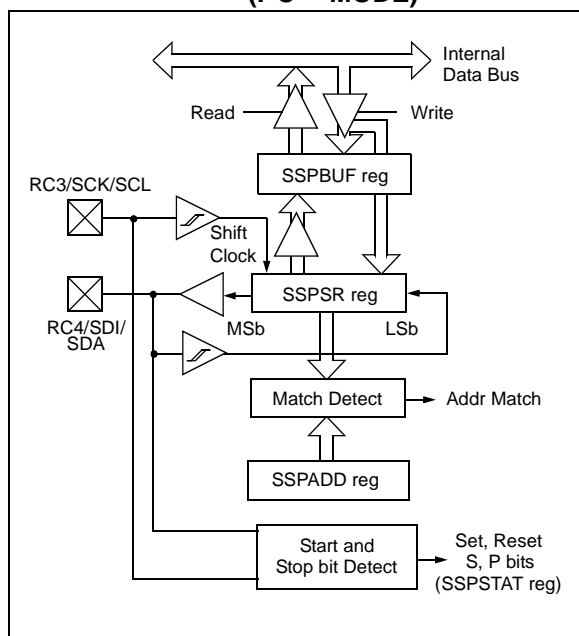 MODE)
Internal
Data Bus
Read
Write
SSPBUF reg
RC3/SCK/SCL
Shift
Clock
SSPSR reg
MSb
LSb
RC4/SDI/
SDA
Match Detect
Addr Match
SSPADD reg
Start and
Stop bit Detect
Set, Reset
S, P bits
(SSPSTAT reg)